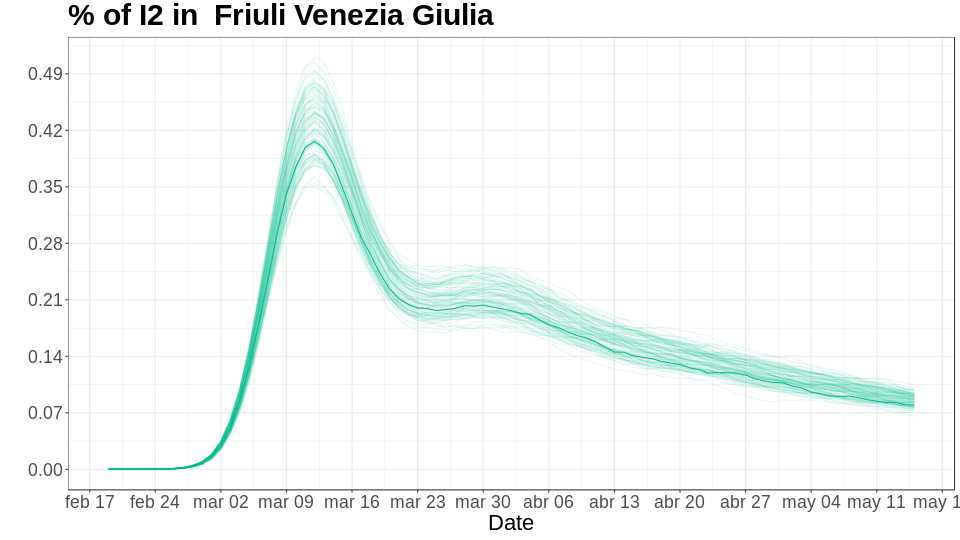 % of I2 in  Friuli Venezia Giulia
0.49
0.42
0.35
0.28
0.21
0.14
0.07
0.00
feb 17 feb 24 mar 02 mar 09 mar 16 mar 23 mar 30 abr 06 abr 13 abr 20 abr 27 may 04 may 11 may 1
Date